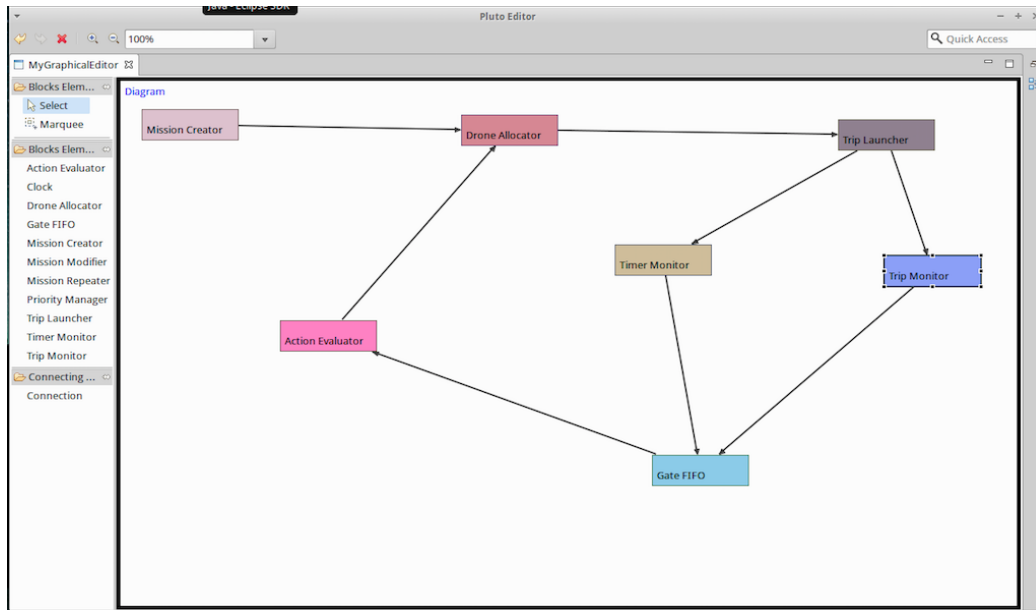 Java - Eclipse SDK
Pluto Editor
100%
Quick Access
MyGraphicalEditor
Blocks Elem...
Select
Marquee
Blocks Elem...
Action Evaluator
Clock
Drone Allocator
Gate FIFO
Mission Creator
Mission Modifier
Mission Repeater
Priority Manager
Trip Launcher
Timer Monitor
Trip Monitor
Connecting ...
Connection
Diagram
Mission Creator
Drone Allocator
Trip Launcher
Timer Monitor
Trip Monitor
Action Evaluator
Gate FIFO